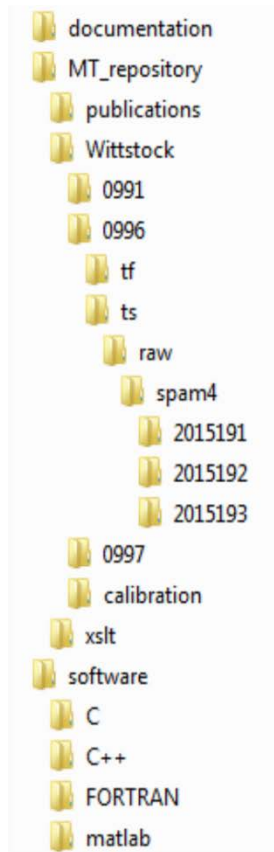 documentation
MT_repository
publications
Wittstock
0991
0996
tf
ts
raw
spam4
2015191
2015192
2015193
0997
calibration
xslt
software
C
C++
FORTRAN
matlab